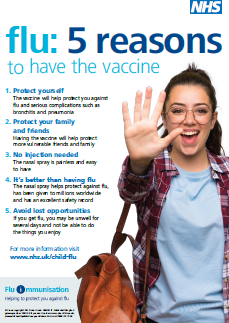 NHS
flu: 5 reasons
to have the vaccine
1. Protect yourself
The vaccine will help protect you against
flu and serious complications such as
bronchitis and pneumonia
2. Protect your family
and friends
Having the vaccine will help protect
more vulnerable friends and family
3. No injection needed
The nasal spray is painless and easy
to have
4. It's better than having flu
The nasal spray helps protect against flu,
has been given to millions worldwide
and has an excellent safety record
5. Avoid lost opportunities
If you get flu, you may be unwell for
several days and not be able to do
the things you enjoy
For more information visit
www.nhs.uk/child-flu
Flu immunisation
Helping to protect you against flu